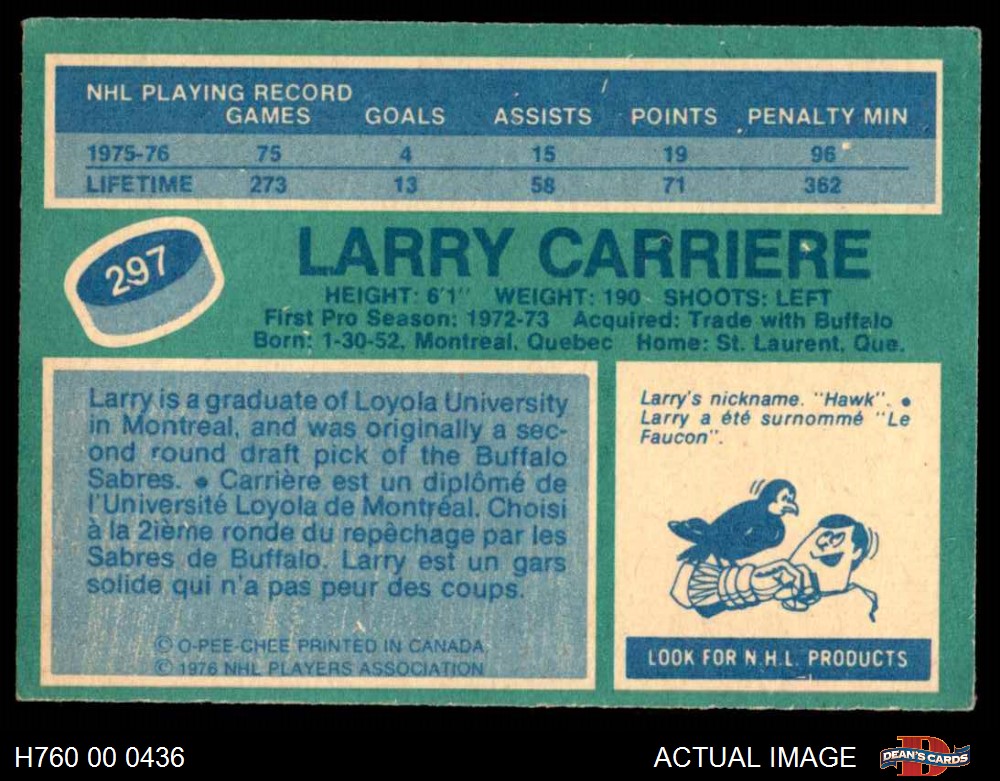 NHL PLAYING RECORD
GAMES GOALS ASSISTS POINTS PENALTY MIN
1975-76 75 4 15 19 96
LIFETIME 273 13 58 71 362
297
LARRY CARRIERE
HEIGHT: 6'1" WEIGHT: 190 SHOOTS: LEFT
First Pro Season: 1972-73 Acquired: Trade with Buffalo
Born: 1-30-52, Montreal, Quebec Home: St. Laurent, Que.
Larry is a graduate of Loyola University
in Montreal, and was originally a sec-
ond round draft pick of the Buffalo
Sabres. • Carrière est un diplômé de
l'Université Loyola de Montréal. Choisi
à la 2ième ronde du repêchage par les
Sabres de Buffalo. Larry est un gars
solide qui n'a pas peur des coups.
© O-PEE-CHEE PRINTED IN CANADA
© 1976 NHL PLAYERS ASSOCIATION
Larry's nickname. "Hawk". •
Larry a été surnommé "Le
Faucon".
LOOK FOR N.H.L. PRODUCTS
H760 00 0436
ACTUAL IMAGE
DEAN'S CARDS